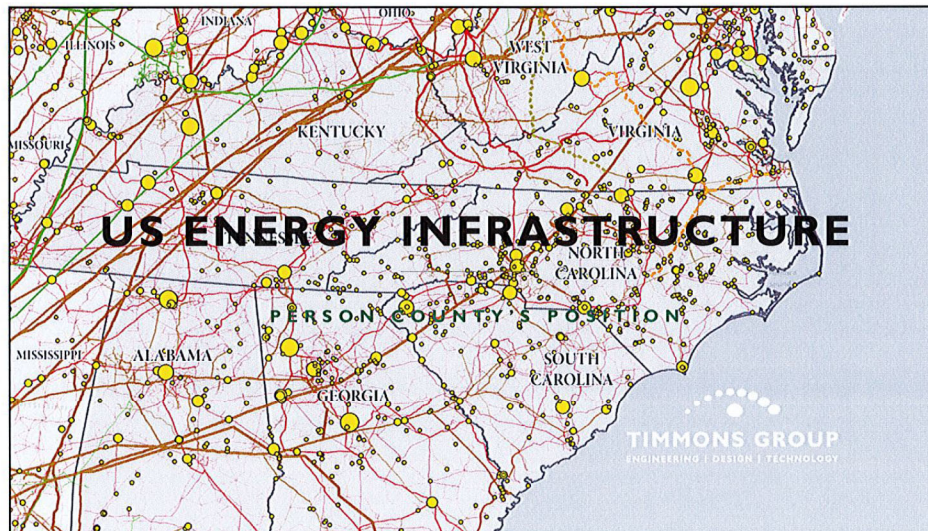 INDIANA
OHIO
ILLINOIS
WEST
VIRGINIA
KENTUCKY
VIRGINIA
MISSOURI
US ENERGY INFRASTRUCTURE
NORTH
CAROLINA
PERSON COUNTY'S POSITION
MISSISSIPPI
ALABAMA
SOUTH
CAROLINA
GEORGIA
TIMMONS GROUP
ENGINEERING | DESIGN | TECHNOLOGY